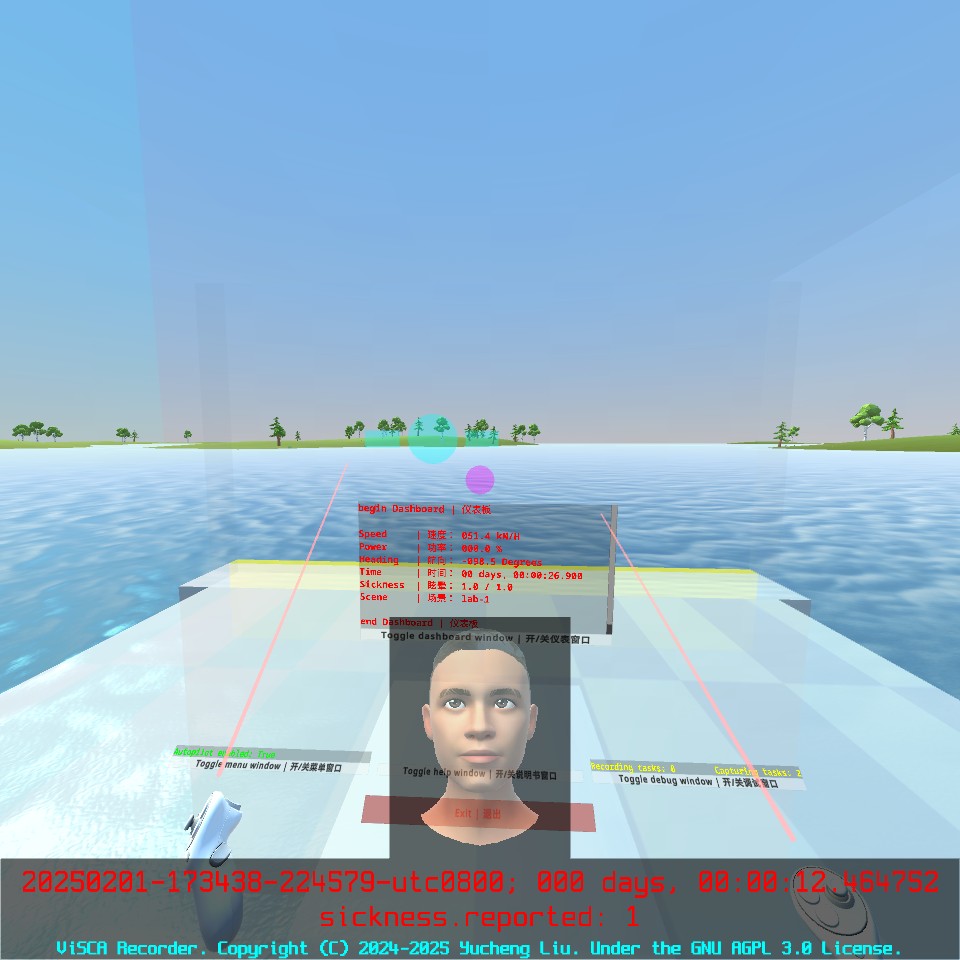 begin Dashboard | 仪表板
Speed | 速度： 051.4 kN/H
Power | 功率： 000.0 %
Heading | 航向： -098.5 Degrees
Time | 时间： 00 days, 00:00:26.900
Sickness | 眩晕： 1.0 / 1.0
Scene | 场景： lab-1
end Dashboard | 仪表板
Toggle dashboard window | 开/关仪表窗口
Autopilot enabled: True
Toggle menu window | 开/关菜单窗口
Toggle help window | 开/关说明书窗口
Recording tasks: 0 Capturing tasks: 2
Toggle debug window | 开/关调试窗口
Exit | 退出
20250201-173438-224579-utc0800; 000 days, 00:00:12.464752
sickness.reported: 1
ViSCA Recorder. Copyright (C) 2024-2025 Yucheng Liu. Under the GNU AGPL 3.0 License.